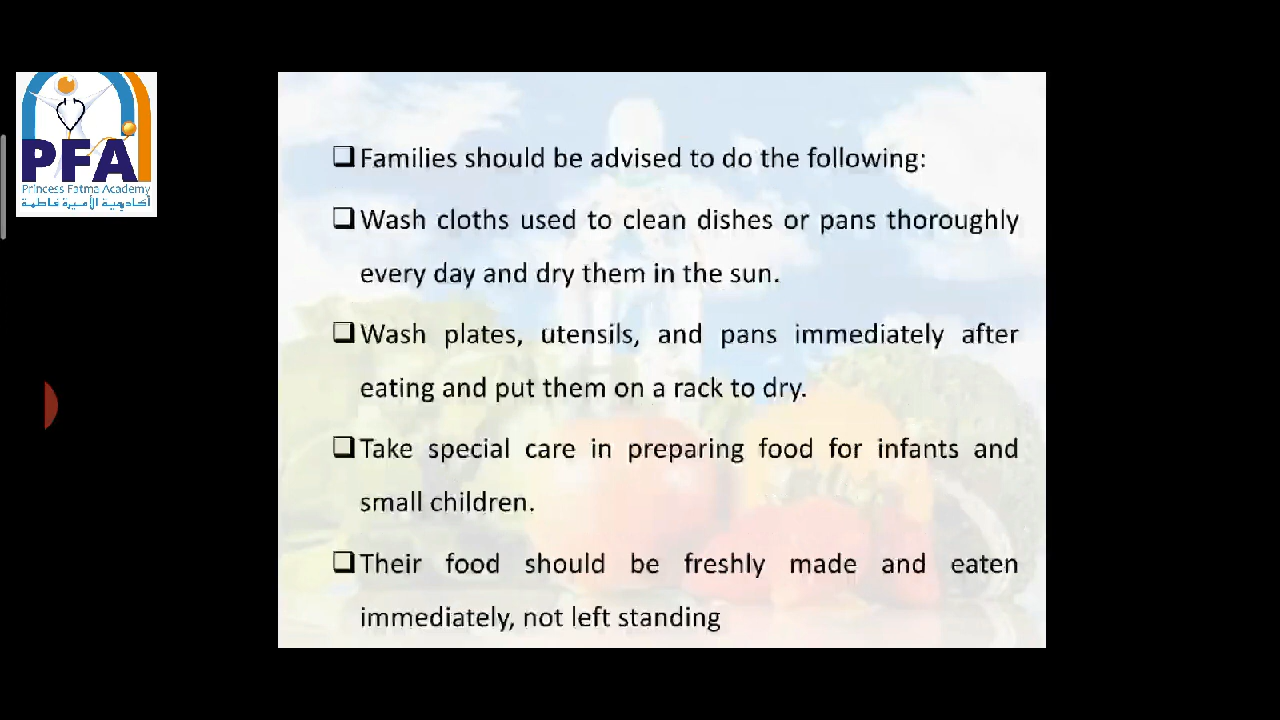 PFA
Princess Fatma Academy
أكاديمية الأميرة فاطمة
❑Families should be advised to do the following:
❑Wash cloths used to clean dishes or pans thoroughly
every day and dry them in the sun.
❑Wash plates, utensils, and pans immediately after
eating and put them on a rack to dry.
❑Take special care in preparing food for infants and
small children.
❑Their food should be freshly made and eaten
immediately, not left standing